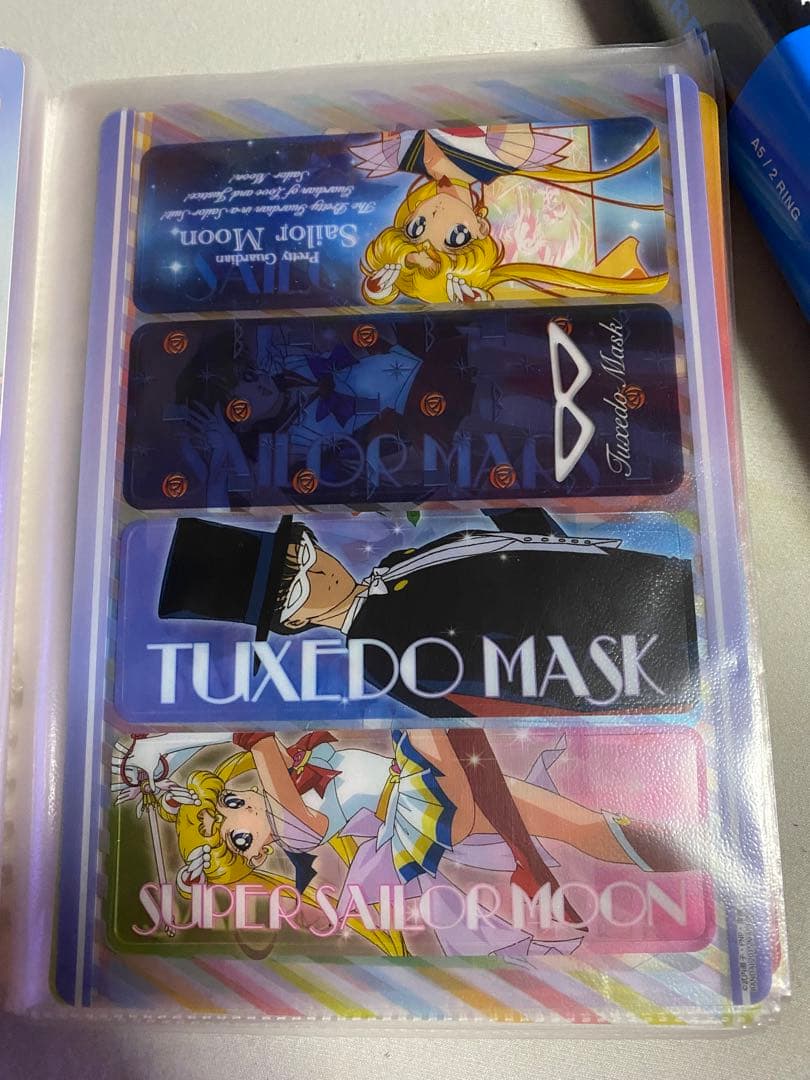 Pretty Guardian
Sailor Moon.
The Pretty Guardian in a Sailor Suit!
Guardian of Love and Justice!
Sailor Moon!
Tuxedo Mask
SAILOR MARS
TUXEDO MASK
SUPER SAILOR MOON
A5 / 2 RING